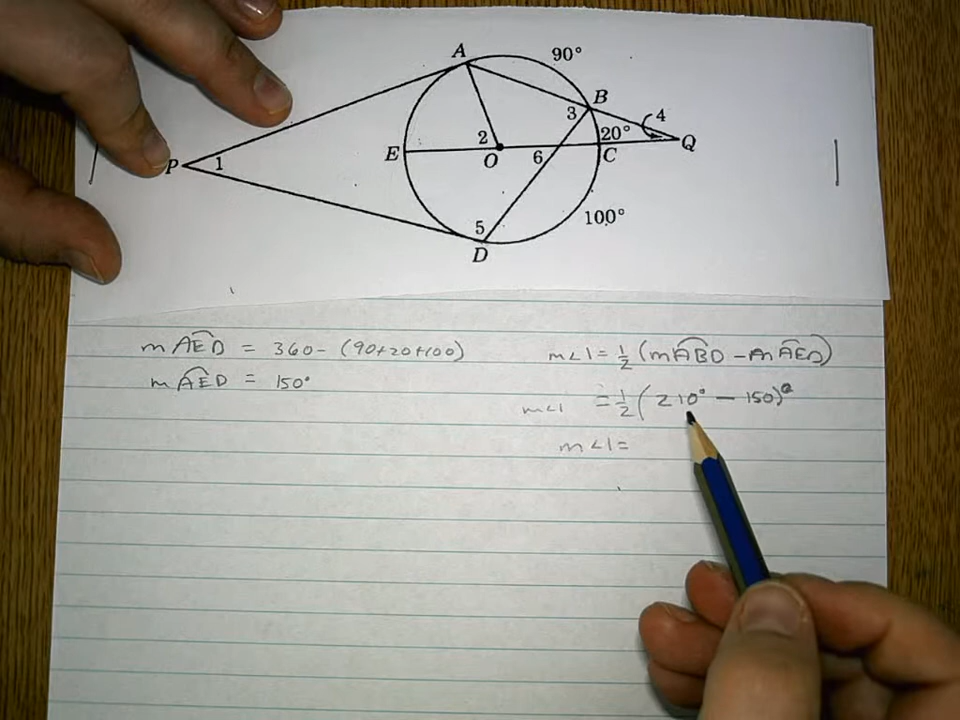 A
90°
B
3
4
2
20°
E
O
6
C
Q
P
1
5
100°
D
mAED = 360 - (90+20+100)
mAED = 150°
m∠1 = 1/2 (mABD - mAED)
m∠1 = 1/2 (210° - 150)°
m∠1 =